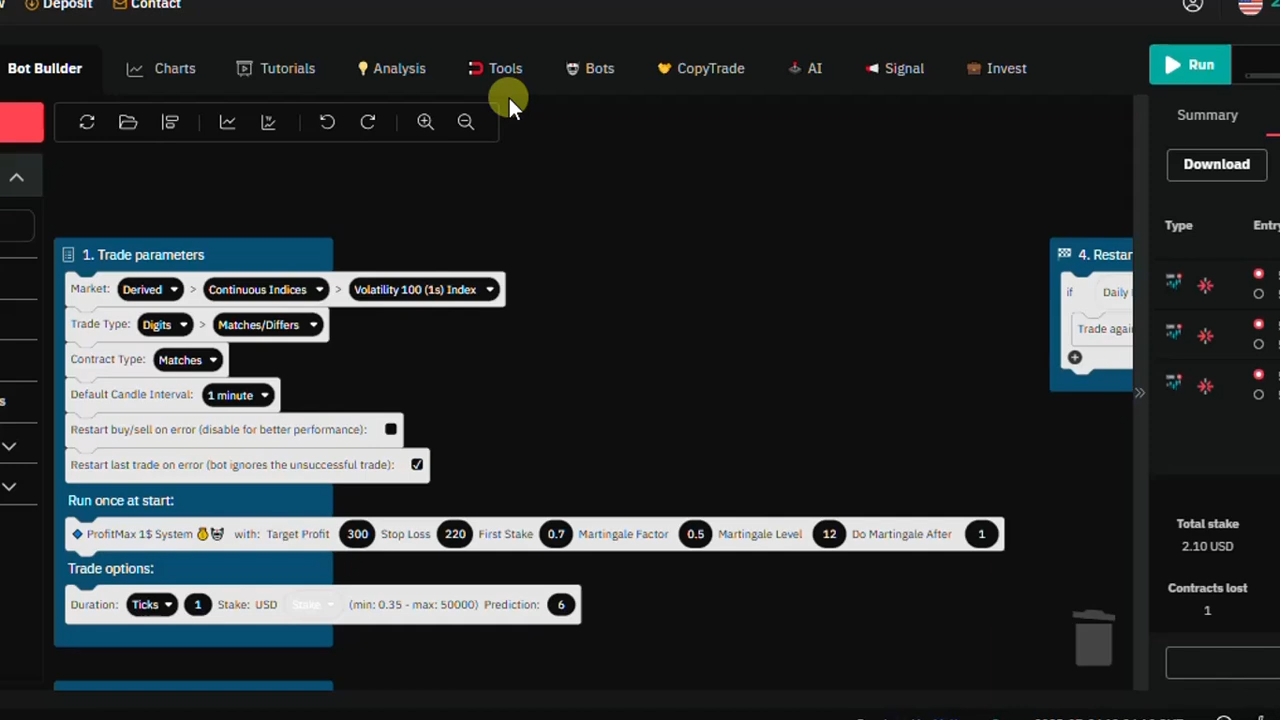 Deposit Contact
Bot Builder Charts Tutorials Analysis Tools Bots CopyTrade AI Signal Invest Run
Summary
Download
1. Trade parameters
4. Restar
Type Entry
Market: Derived > Continuous Indices > Volatility 100 (1s) Index
if Daily
Trade Type: Digits > Matches/Differs
Trade again
Contract Type: Matches
Default Candle Interval: 1 minute
Restart buy/sell on error (disable for better performance):
Restart last trade on error (bot ignores the unsuccessful trade):
Run once at start:
ProfitMax 1$ System with: Target Profit 300 Stop Loss 220 First Stake 0.7 Martingale Factor 0.5 Martingale Level 12 Do Martingale After 1
Total stake
2.10 USD
Trade options:
Duration: Ticks 1 Stake: USD Stake (min: 0.35 - max: 50000) Prediction: 6
Contracts lost
1